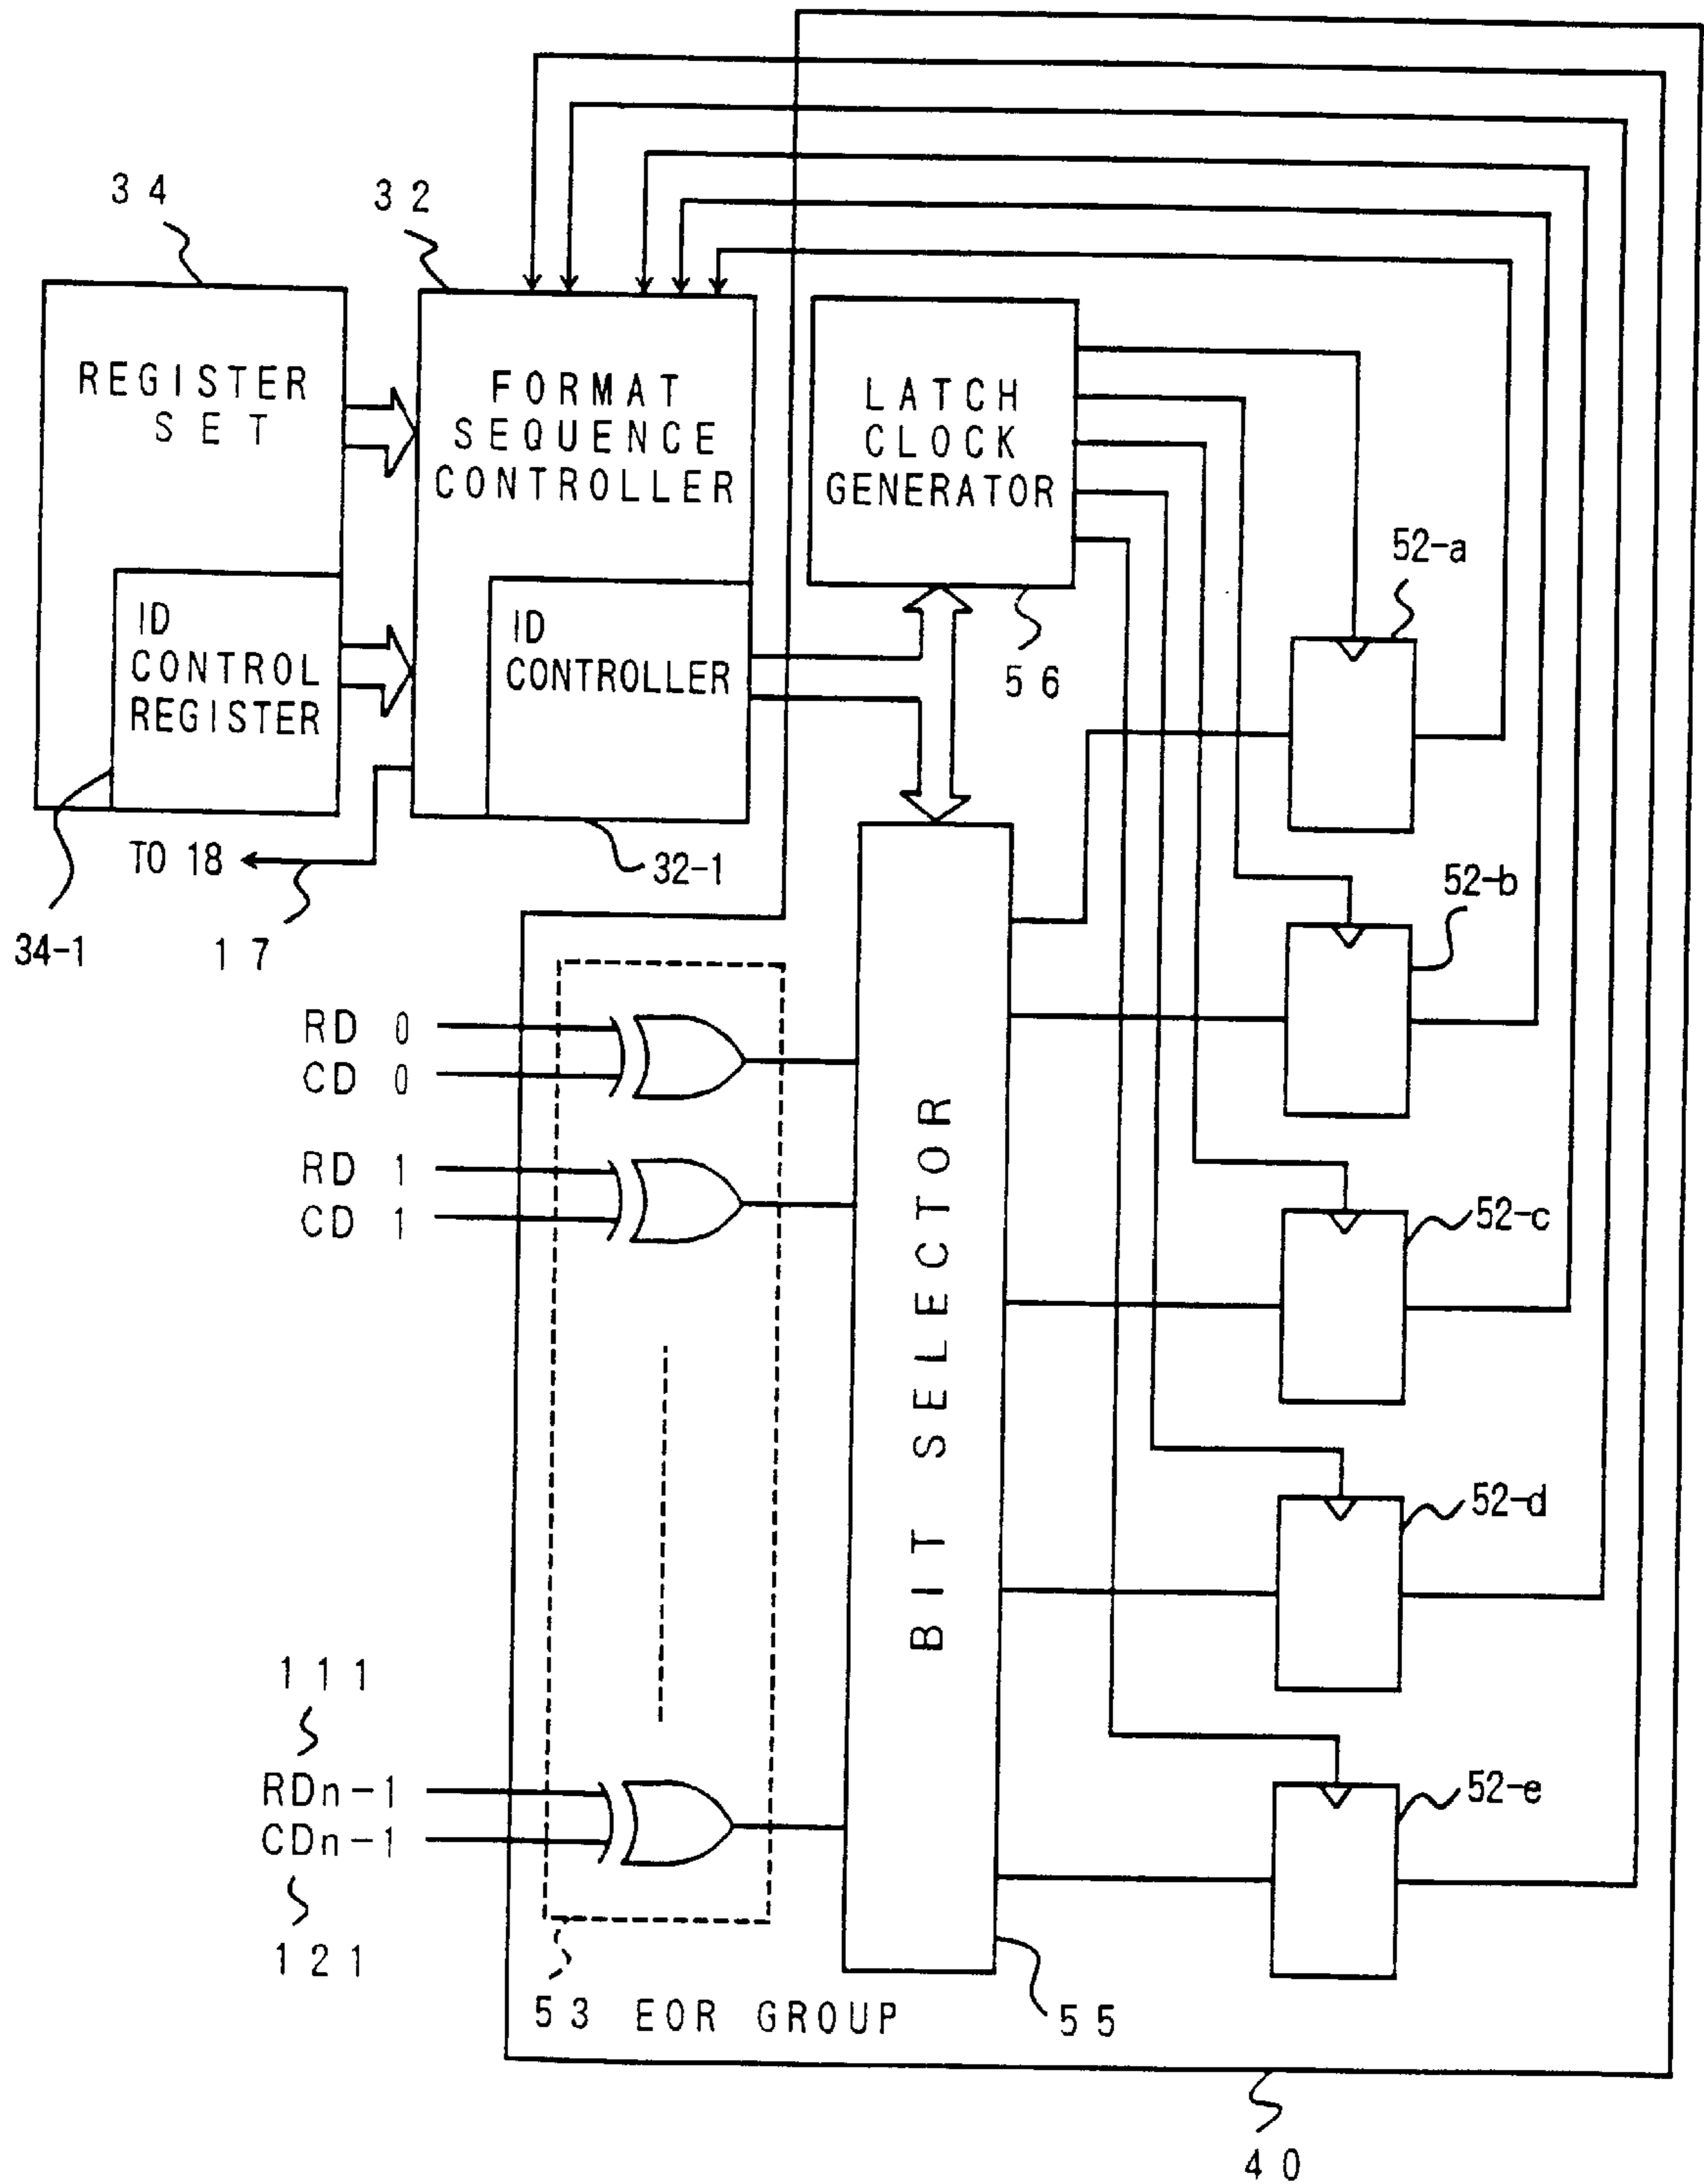 34
32
REGISTER
SET
FORMAT
SEQUENCE
CONTROLLER
LATCH
CLOCK
GENERATOR
52-a
ID
CONTROL
REGISTER
ID
CONTROLLER
56
TO 18
32-1
52-b
34-1
17
RD 0
CD 0
RD 1
CD 1
52-c
BIT SELECTOR
52-d
111
RDn-1
CDn-1
52-e
121
53 EOR GROUP
55
40